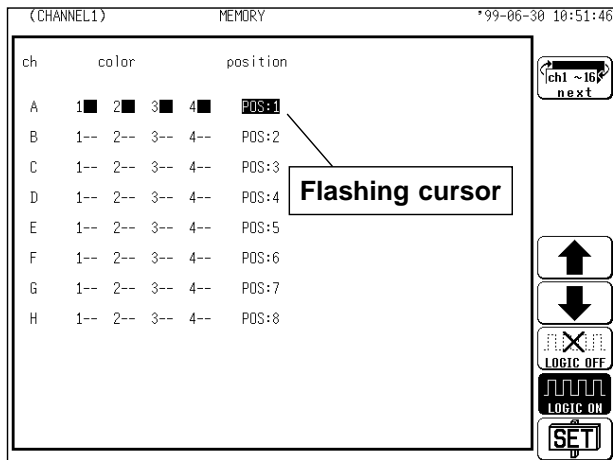 (CHANNEL1) MEMORY '99-06-30 10:51:46
ch color position
ch1 ~16
next
A 1■ 2■ 3■ 4■ POS:1
B 1-- 2-- 3-- 4-- POS:2
C 1-- 2-- 3-- 4-- POS:3
D 1-- 2-- 3-- 4-- POS:4
Flashing cursor
E 1-- 2-- 3-- 4-- POS:5
F 1-- 2-- 3-- 4-- POS:6
G 1-- 2-- 3-- 4-- POS:7
H 1-- 2-- 3-- 4-- POS:8
LOGIC OFF
LOGIC ON
SET